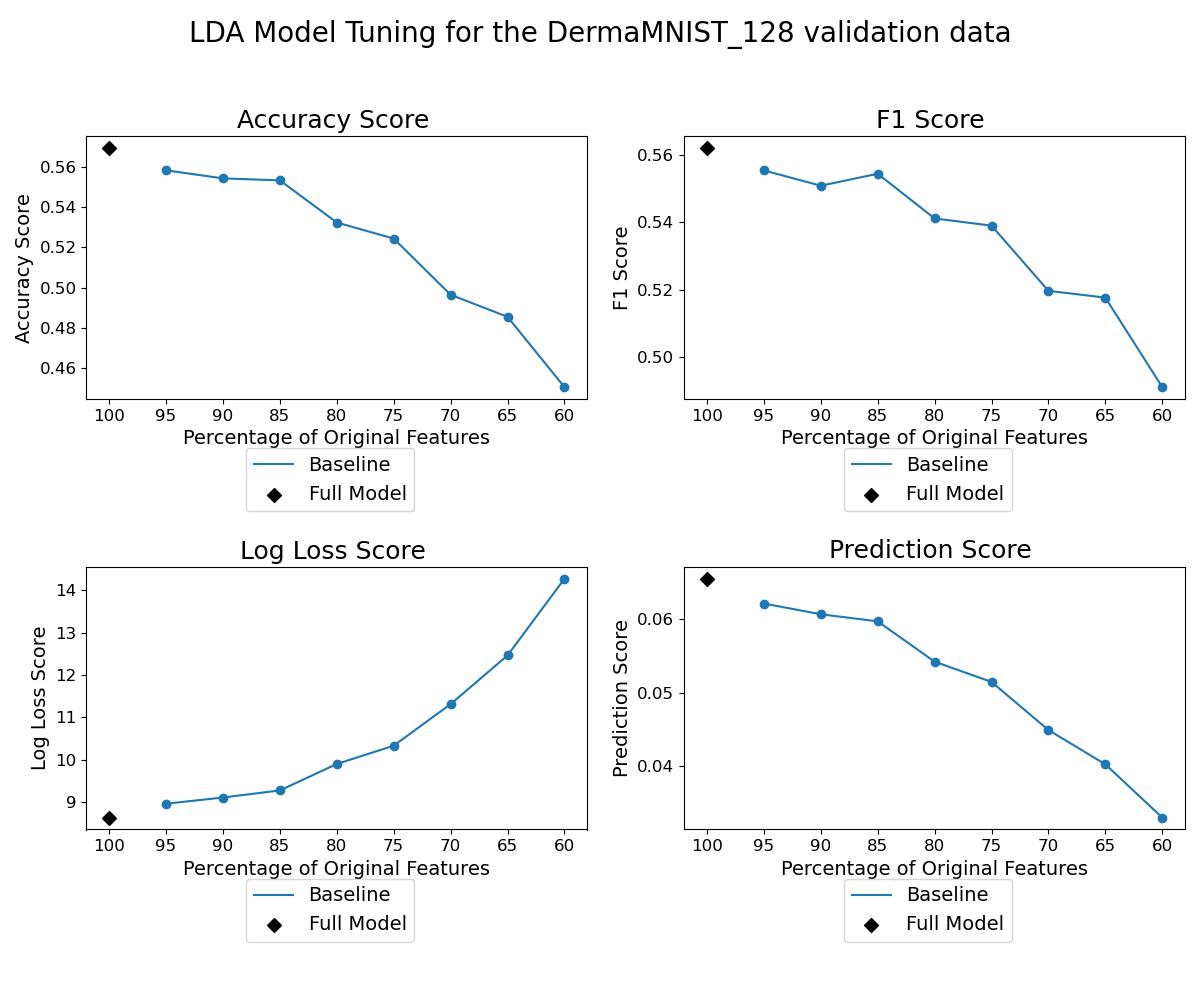 LDA Model Tuning for the DermaMNIST_128 validation data
Accuracy Score
Accuracy Score
0.56
0.54
0.52
0.50
0.48
0.46
100 95 90 85 80 75 70 65 60
Percentage of Original Features
Baseline
Full Model
F1 Score
F1 Score
0.56
0.54
0.52
0.50
100 95 90 85 80 75 70 65 60
Percentage of Original Features
Baseline
Full Model
Log Loss Score
Log Loss Score
14
13
12
11
10
9
100 95 90 85 80 75 70 65 60
Percentage of Original Features
Baseline
Full Model
Prediction Score
Prediction Score
0.06
0.05
0.04
100 95 90 85 80 75 70 65 60
Percentage of Original Features
Baseline
Full Model